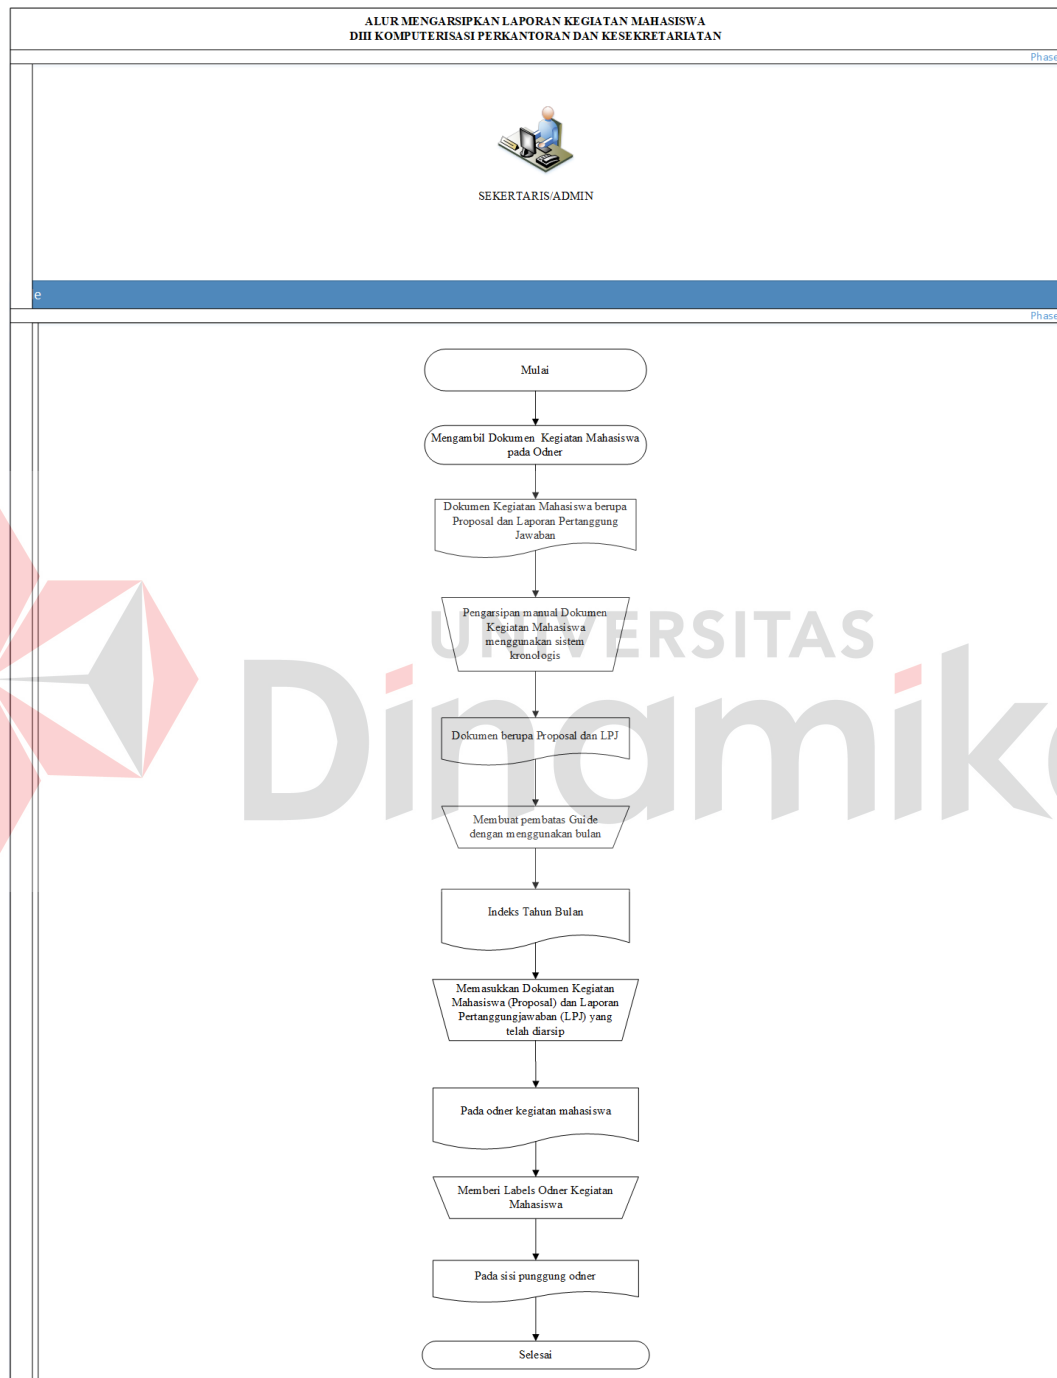 ALUR MENGARSIPKAN LAPORAN KEGIATAN MAHASISWA
DIII KOMPUTERISASI PERKANTORAN DAN KESEKRETARIATAN
Phase
SEKERTARIS/ADMIN
e
Phase
Mulai
Mengambil Dokumen Kegiatan Mahasiswa
pada Odner
Dokumen Kegiatan Mahasiswa berupa
Proposal dan Laporan Pertanggung
Jawaban
Pengarsipan manual Dokumen
Kegiatan Mahasiswa
menggunakan sistem
kronologis
UNIVERSITAS
Dinamika
Dokumen berupa Proposal dan LPJ
Membuat pembatas Guide
dengan menggunakan bulan
Indeks Tahun Bulan
Memasukkan Dokumen Kegiatan
Mahasiswa (Proposal) dan Laporan
Pertanggungjawaban (LPJ) yang
telah diarsip
Pada odner kegiatan mahasiswa
Memberi Labels Odner Kegiatan
Mahasiswa
Pada sisi punggung odner
Selesai